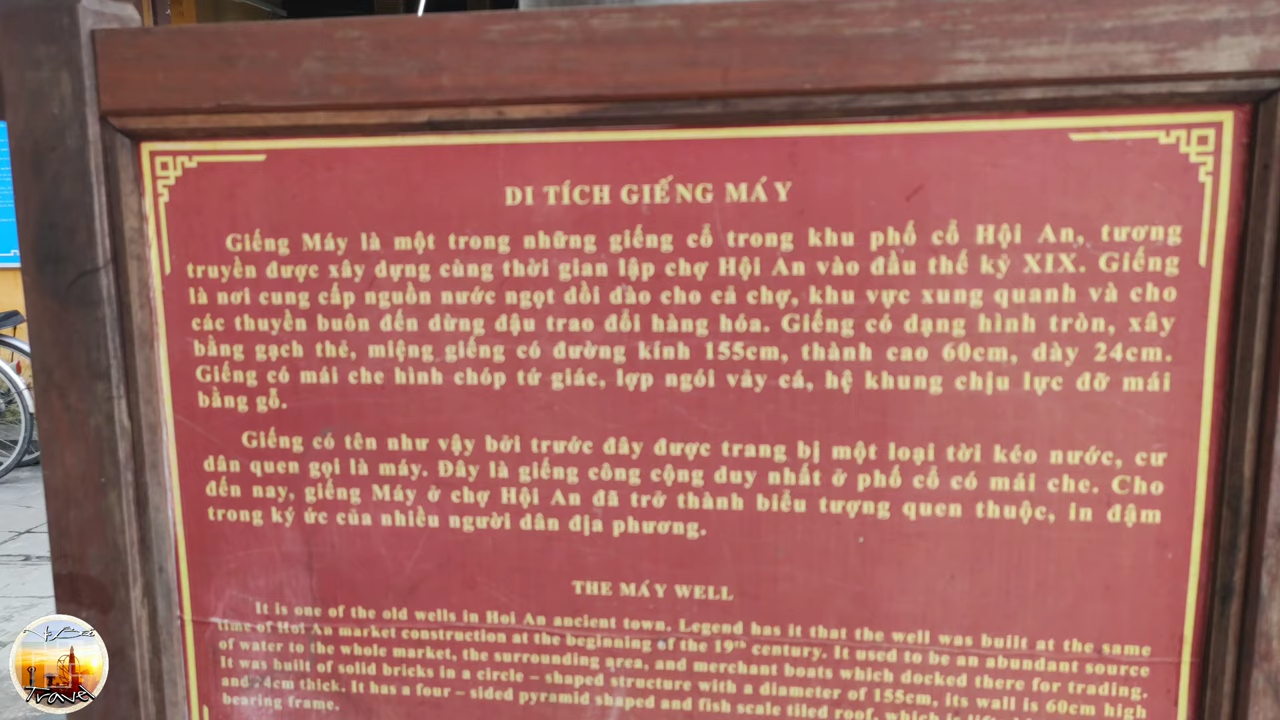 DI TÍCH GIẾNG MÁY
Giếng Máy là một trong những giếng cổ trong khu phố cổ Hội An, tương
truyền được xây dựng cùng thời gian lập chợ Hội An vào đầu thế kỷ XIX. Giếng
là nơi cung cấp nguồn nước ngọt dồi dào cho cả chợ, khu vực xung quanh và cho
các thuyền buôn đến dừng đậu trao đổi hàng hóa. Giếng có dạng hình tròn, xây
bằng gạch thẻ, miệng giếng có đường kính 155cm, thành cao 60cm, dày 24cm.
Giếng có mái che hình chóp tứ giác, lợp ngói vảy cá, hệ khung chịu lực đỡ mái
bằng gỗ.
Giếng có tên như vậy bởi trước đây được trang bị một loại tời kéo nước, cư
dân quen gọi là máy. Đây là giếng công cộng duy nhất ở phố cổ có mái che. Cho
đến nay, giếng Máy ở chợ Hội An đã trở thành biểu tượng quen thuộc, in đậm
trong ký ức của nhiều người dân địa phương.
THE MÁY WELL
It is one of the old wells in Hoi An ancient town. Legend has it that the well was built at the same
time of Hoi An market construction at the beginning of the 19th century. It used to be an abundant source
of water to the whole market, the surrounding area, and merchant boats which docked there for trading.
It was built of solid bricks in a circle – shaped structure with a diameter of 155cm, its wall is 60cm high
and 24cm thick. It has a four – sided pyramid shaped and fish scale tiled roof, which is
bearing frame.
Travel